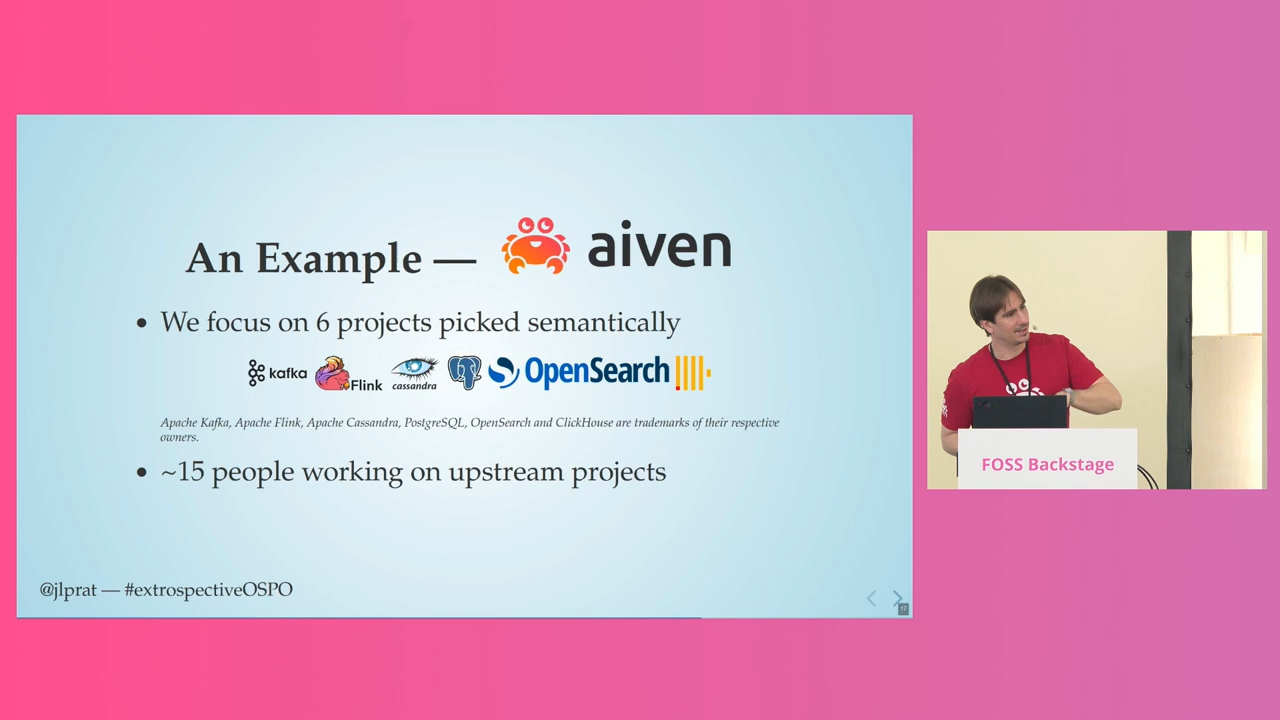 An Example — aiven
• We focus on 6 projects picked semantically
kafka Flink cassandra OpenSearch
Apache Kafka, Apache Flink, Apache Cassandra, PostgreSQL, OpenSearch and ClickHouse are trademarks of their respective
owners.
• ~15 people working on upstream projects
@jlprat — #extrospectiveOSPO
17
FOSS Backstage